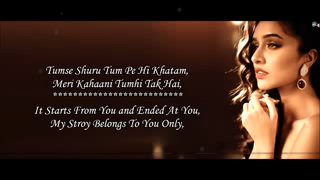 Tumse Shuru Tum Pe Hi Khatam,
Meri Kahaani Tumhi Tak Hai,
**************************
It Starts From You and Ended At You,
My Stroy Belongs To You Only,